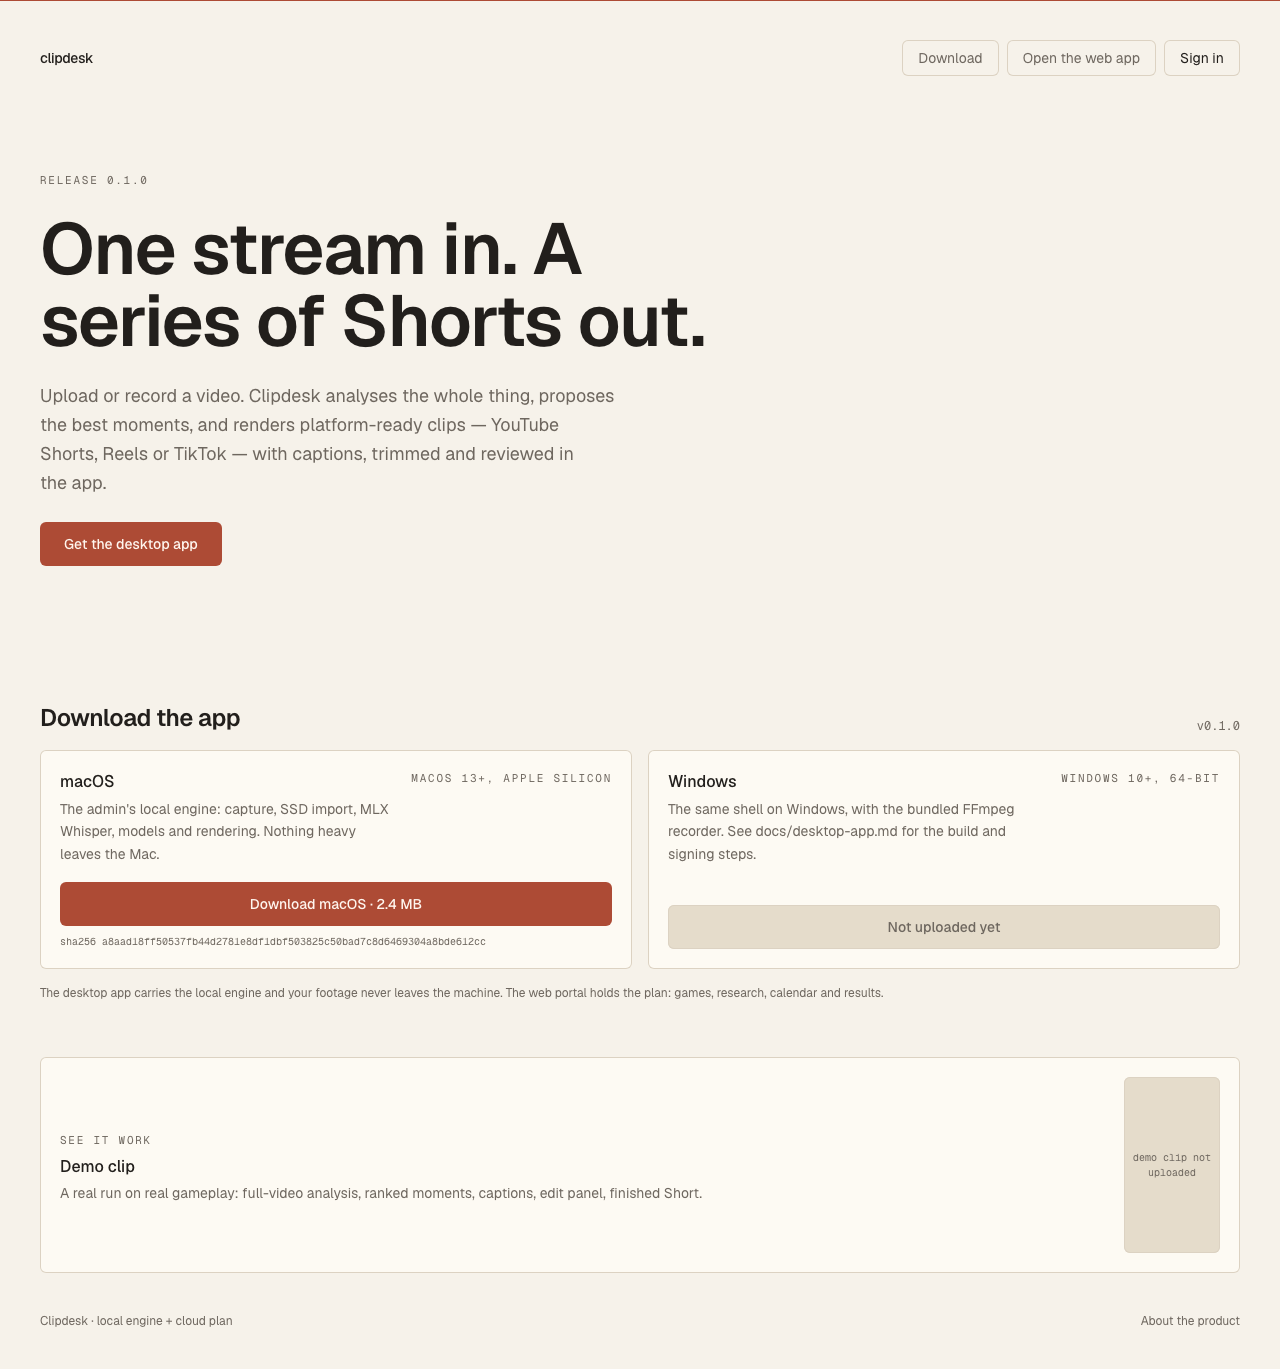 clipdesk
Download
Open the web app
Sign in
RELEASE 0.1.0
One stream in. A
series of Shorts out.
Upload or record a video. Clipdesk analyses the whole thing, proposes
the best moments, and renders platform-ready clips — YouTube
Shorts, Reels or TikTok — with captions, trimmed and reviewed in
the app.
Get the desktop app
Download the app
v0.1.0
macOS
MACOS 13+, APPLE SILICON
The admin's local engine: capture, SSD import, MLX
Whisper, models and rendering. Nothing heavy
leaves the Mac.
Download macOS · 2.4 MB
sha256 a8aad18ff50537fb44d2781e8df1dbf503825c50bad7c8d6469304a8bde612cc
Windows
WINDOWS 10+, 64-BIT
The same shell on Windows, with the bundled FFmpeg
recorder. See docs/desktop-app.md for the build and
signing steps.
Not uploaded yet
The desktop app carries the local engine and your footage never leaves the machine. The web portal holds the plan: games, research, calendar and results.
SEE IT WORK
Demo clip
A real run on real gameplay: full-video analysis, ranked moments, captions, edit panel, finished Short.
demo clip not
uploaded
Clipdesk · local engine + cloud plan
About the product